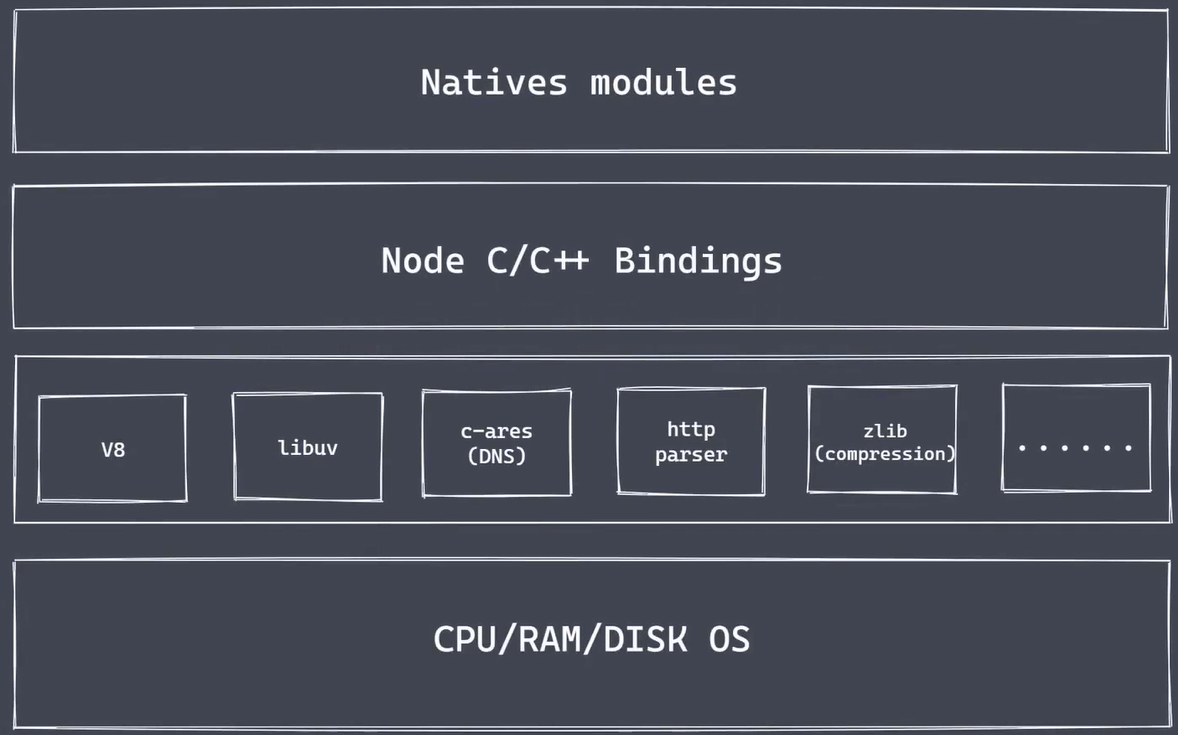 Natives modules
Node C/C++ Bindings
V8
libuv
c-ares
(DNS)
http
parser
zlib
(compression)
......
CPU/RAM/DISK OS